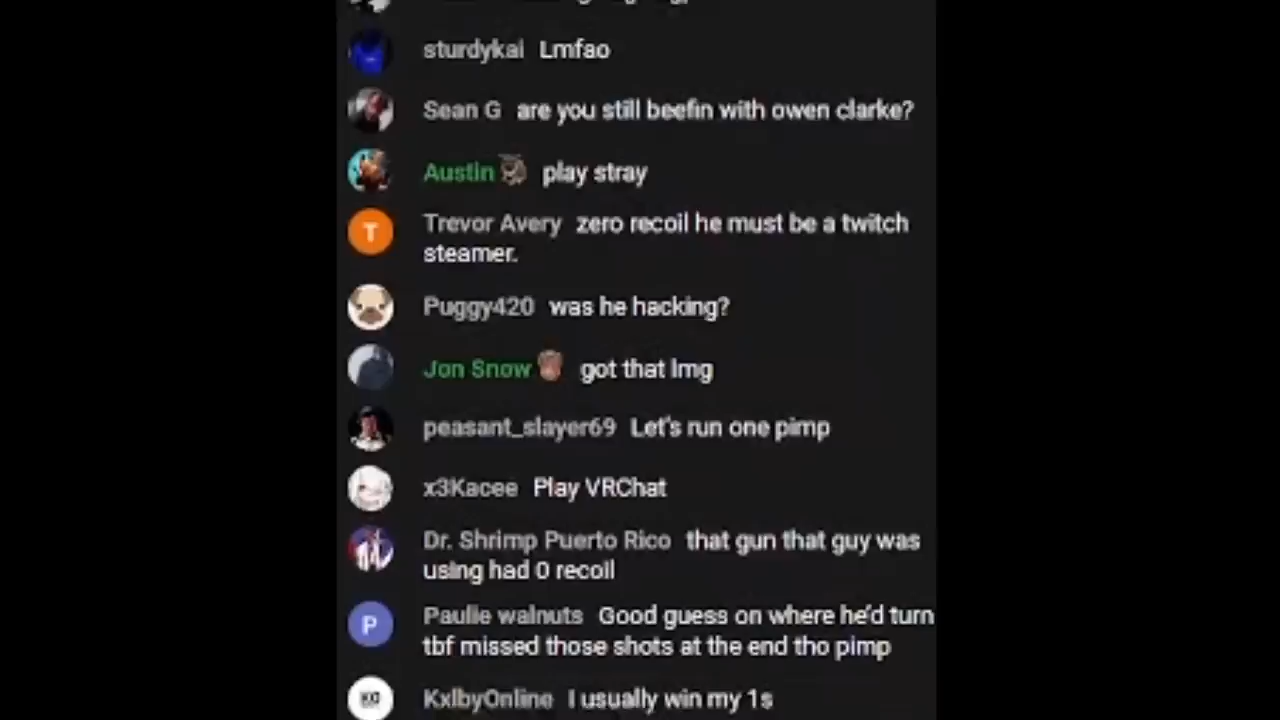 sturdykai Lmfao
Sean G are you still beefin with owen clarke?
Austin play stray
Trevor Avery zero recoil he must be a twitch
steamer.
T
Puggy420 was he hacking?
Jon Snow got that lmg
peasant_slayer69 Let's run one pimp
x3Kacee Play VRChat
Dr. Shrimp Puerto Rico that gun that guy was
using had 0 recoil
Paulie walnuts Good guess on where he'd turn
P
tbf missed those shots at the end tho pimp
KxlbyOnline I usually win my 1s